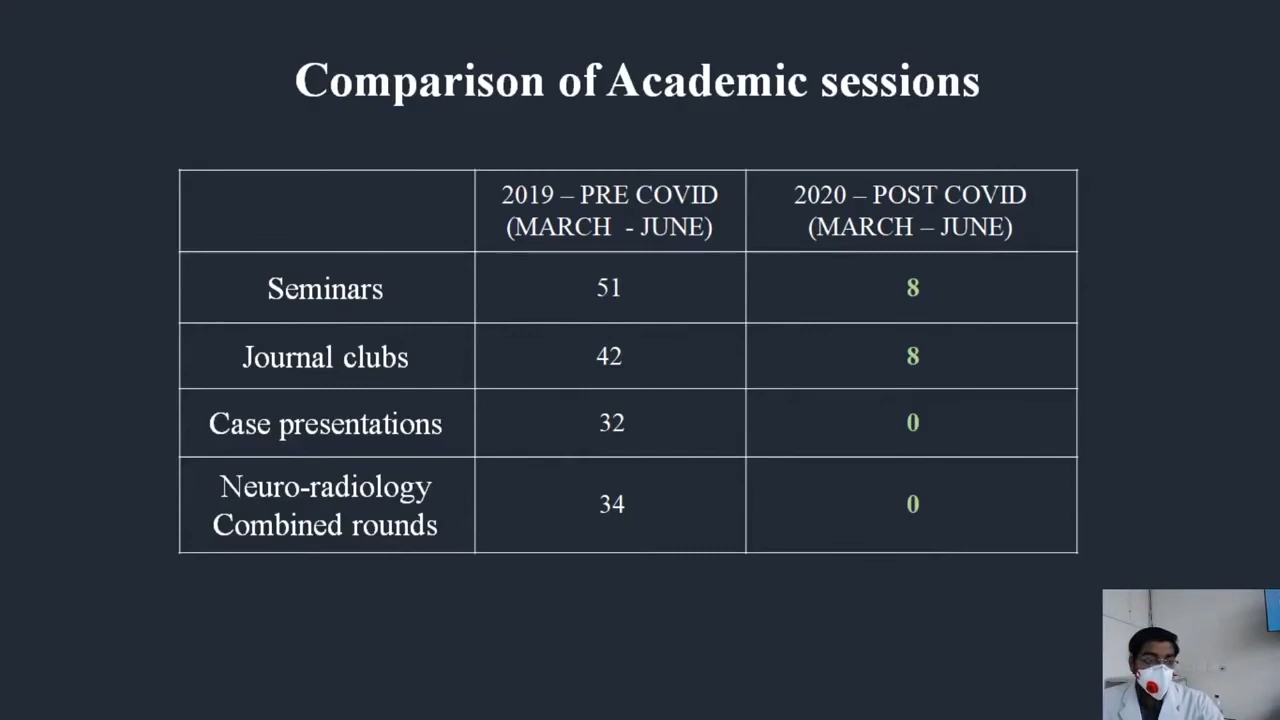 Comparison of Academic sessions
2019 – PRE COVID
(MARCH - JUNE)
2020 – POST COVID
(MARCH – JUNE)
Seminars
51
8
Journal clubs
42
8
Case presentations
32
0
Neuro-radiology
Combined rounds
34
0